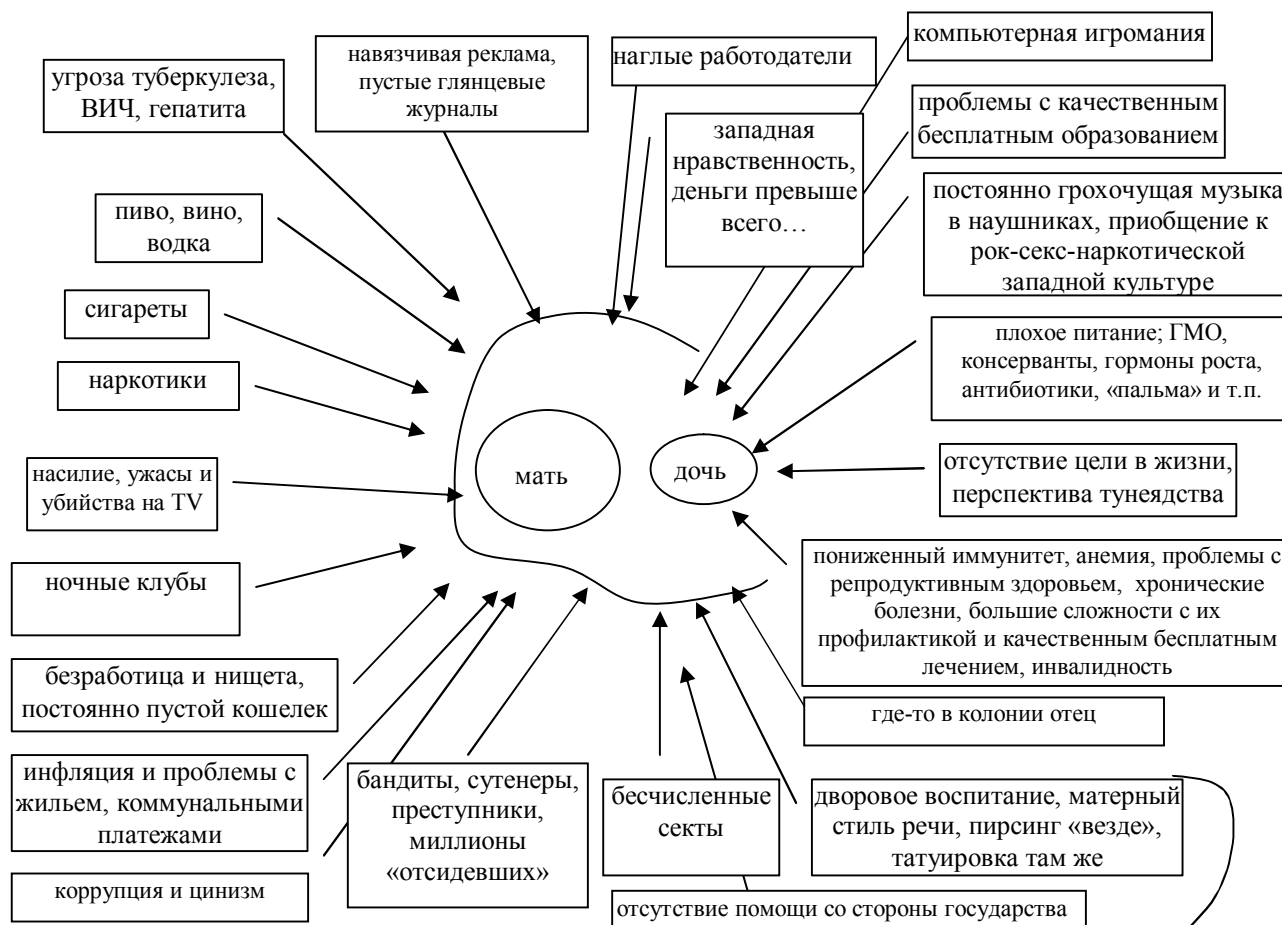 угроза туберкулеза,
ВИЧ, гепатита
навязчивая реклама,
пустые глянцевые
журналы
наглые работодатели
компьютерная игромания
западная
нравственность,
деньги превыше
всего…
проблемы с качественным
бесплатным образованием
пиво, вино,
водка
постоянно грохочущая музыка
в наушниках, приобщение к
рок-секс-наркотической
западной культуре
сигареты
наркотики
плохое питание; ГМО,
консерванты, гормоны роста,
антибиотики, «пальма» и т.п.
насилие, ужасы и
убийства на TV
мать
дочь
отсутствие цели в жизни,
перспектива тунеядства
ночные клубы
пониженный иммунитет, анемия, проблемы с
репродуктивным здоровьем, хронические
болезни, большие сложности с их
профилактикой и качественным бесплатным
лечением, инвалидность
безработица и нищета,
постоянно пустой кошелек
где-то в колонии отец
инфляция и проблемы с
жильем, коммунальными
платежами
бандиты, сутенеры,
преступники,
миллионы
«отсидевших»
бесчисленные
секты
дворовое воспитание, матерный
стиль речи, пирсинг «везде»,
татуировка там же
коррупция и цинизм
отсутствие помощи со стороны государства